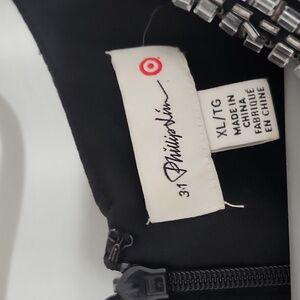 3.1 Phillip Lim
XL/TG
MADE IN
CHINA
FABRIQUÉ
EN CHINE